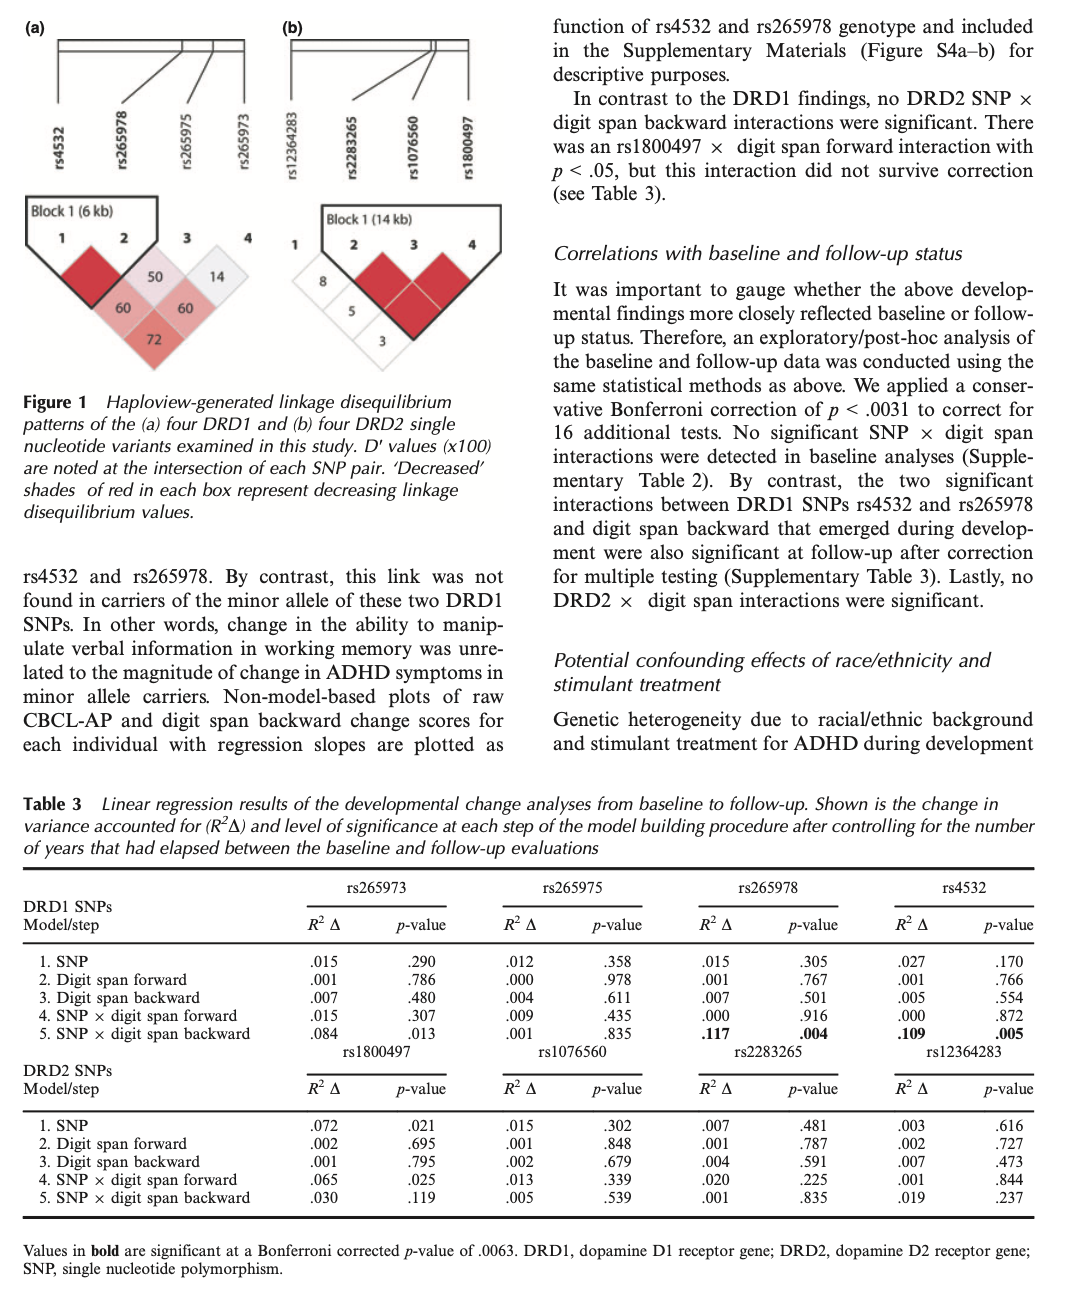 (a)
(b)
rs4532
rs265978
rs265975
rs265973
rs12364283
rs2283265
rs1076560
rs1800497
Block 1 (6 kb)
1 2 3 4
50 14
60 60
72
Block 1 (14 kb)
1 2 3 4
8
5
3
Figure 1 Haploview-generated linkage disequilibrium
patterns of the (a) four DRD1 and (b) four DRD2 single
nucleotide variants examined in this study. D' values (x100)
are noted at the intersection of each SNP pair. ‘Decreased’
shades of red in each box represent decreasing linkage
disequilibrium values.
rs4532 and rs265978. By contrast, this link was not
found in carriers of the minor allele of these two DRD1
SNPs. In other words, change in the ability to manip-
ulate verbal information in working memory was unre-
lated to the magnitude of change in ADHD symptoms in
minor allele carriers. Non-model-based plots of raw
CBCL-AP and digit span backward change scores for
each individual with regression slopes are plotted as
function of rs4532 and rs265978 genotype and included
in the Supplementary Materials (Figure S4a–b) for
descriptive purposes.
In contrast to the DRD1 findings, no DRD2 SNP ×
digit span backward interactions were significant. There
was an rs1800497 × digit span forward interaction with
p < .05, but this interaction did not survive correction
(see Table 3).
Correlations with baseline and follow-up status
It was important to gauge whether the above develop-
mental findings more closely reflected baseline or follow-
up status. Therefore, an exploratory/post-hoc analysis of
the baseline and follow-up data was conducted using the
same statistical methods as above. We applied a conser-
vative Bonferroni correction of p < .0031 to correct for
16 additional tests. No significant SNP × digit span
interactions were detected in baseline analyses (Supple-
mentary Table 2). By contrast, the two significant
interactions between DRD1 SNPs rs4532 and rs265978
and digit span backward that emerged during develop-
ment were also significant at follow-up after correction
for multiple testing (Supplementary Table 3). Lastly, no
DRD2 × digit span interactions were significant.
Potential confounding effects of race/ethnicity and
stimulant treatment
Genetic heterogeneity due to racial/ethnic background
and stimulant treatment for ADHD during development
Table 3 Linear regression results of the developmental change analyses from baseline to follow-up. Shown is the change in
variance accounted for (R²Δ) and level of significance at each step of the model building procedure after controlling for the number
of years that had elapsed between the baseline and follow-up evaluations
rs265973 rs265975 rs265978 rs4532
DRD1 SNPs
Model/step R² Δ p-value R² Δ p-value R² Δ p-value R² Δ p-value
1. SNP .015 .290 .012 .358 .015 .305 .027 .170
2. Digit span forward .001 .786 .000 .978 .001 .767 .001 .766
3. Digit span backward .007 .480 .004 .611 .007 .501 .005 .554
4. SNP × digit span forward .015 .307 .009 .435 .000 .916 .000 .872
5. SNP × digit span backward .084 .013 .001 .835 .117 .004 .109 .005
rs1800497 rs1076560 rs2283265 rs12364283
DRD2 SNPs
Model/step R² Δ p-value R² Δ p-value R² Δ p-value R² Δ p-value
1. SNP .072 .021 .015 .302 .007 .481 .003 .616
2. Digit span forward .002 .695 .001 .848 .001 .787 .002 .727
3. Digit span backward .001 .795 .002 .679 .004 .591 .007 .473
4. SNP × digit span forward .065 .025 .013 .339 .020 .225 .001 .844
5. SNP × digit span backward .030 .119 .005 .539 .001 .835 .019 .237
Values in bold are significant at a Bonferroni corrected p-value of .0063. DRD1, dopamine D1 receptor gene; DRD2, dopamine D2 receptor gene;
SNP, single nucleotide polymorphism.